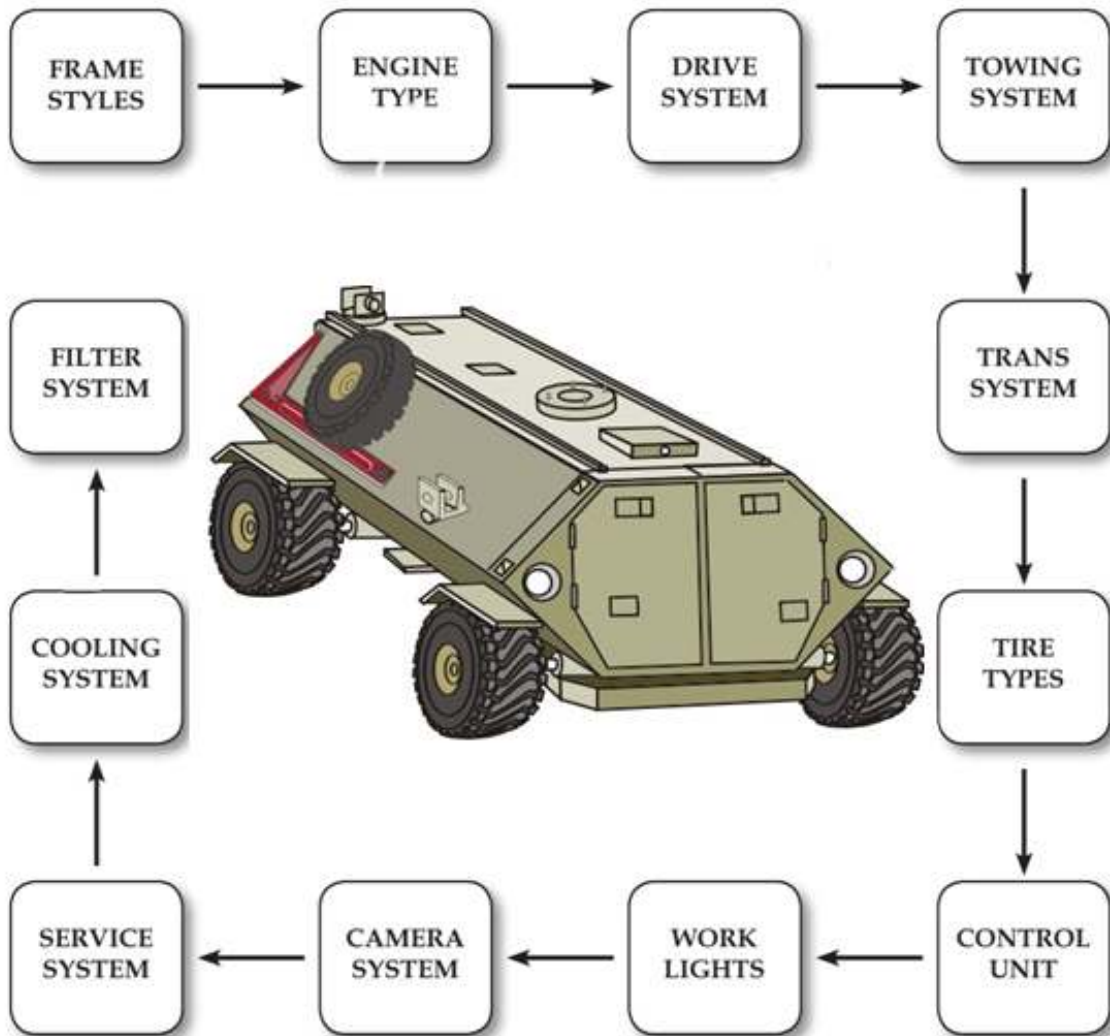 FRAME
STYLES
ENGINE
TYPE
DRIVE
SYSTEM
TOWING
SYSTEM
TRANS
SYSTEM
TIRE
TYPES
CONTROL
UNIT
WORK
LIGHTS
CAMERA
SYSTEM
SERVICE
SYSTEM
COOLING
SYSTEM
FILTER
SYSTEM